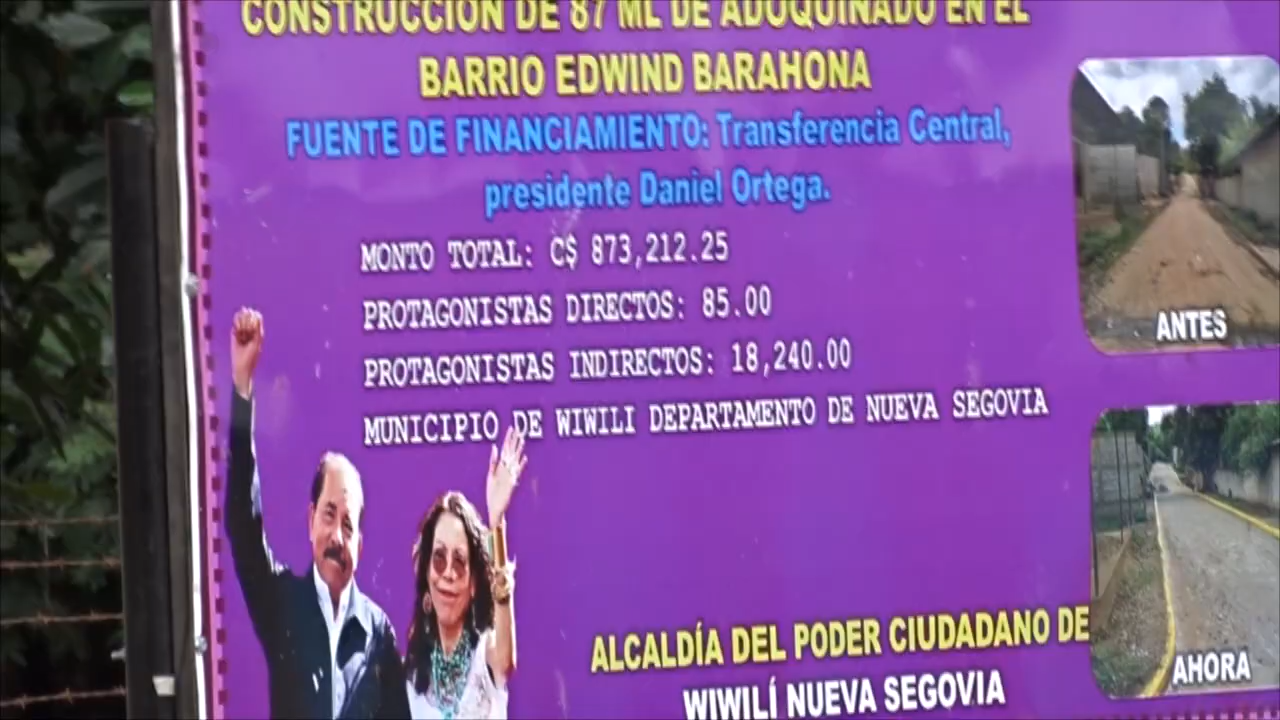 CONSTRUCCIÓN DE 87 ML DE ADOQUINADO EN EL
BARRIO EDWIND BARAHONA
FUENTE DE FINANCIAMIENTO: Transferencia Central,
presidente Daniel Ortega.
MONTO TOTAL: C$ 873,212.25
PROTAGONISTAS DIRECTOS: 85.00
PROTAGONISTAS INDIRECTOS: 18,240.00
MUNICIPIO DE WIWILI DEPARTAMENTO DE NUEVA SEGOVIA
ANTES
ALCALDÍA DEL PODER CIUDADANO DE
WIWILÍ NUEVA SEGOVIA
AHORA